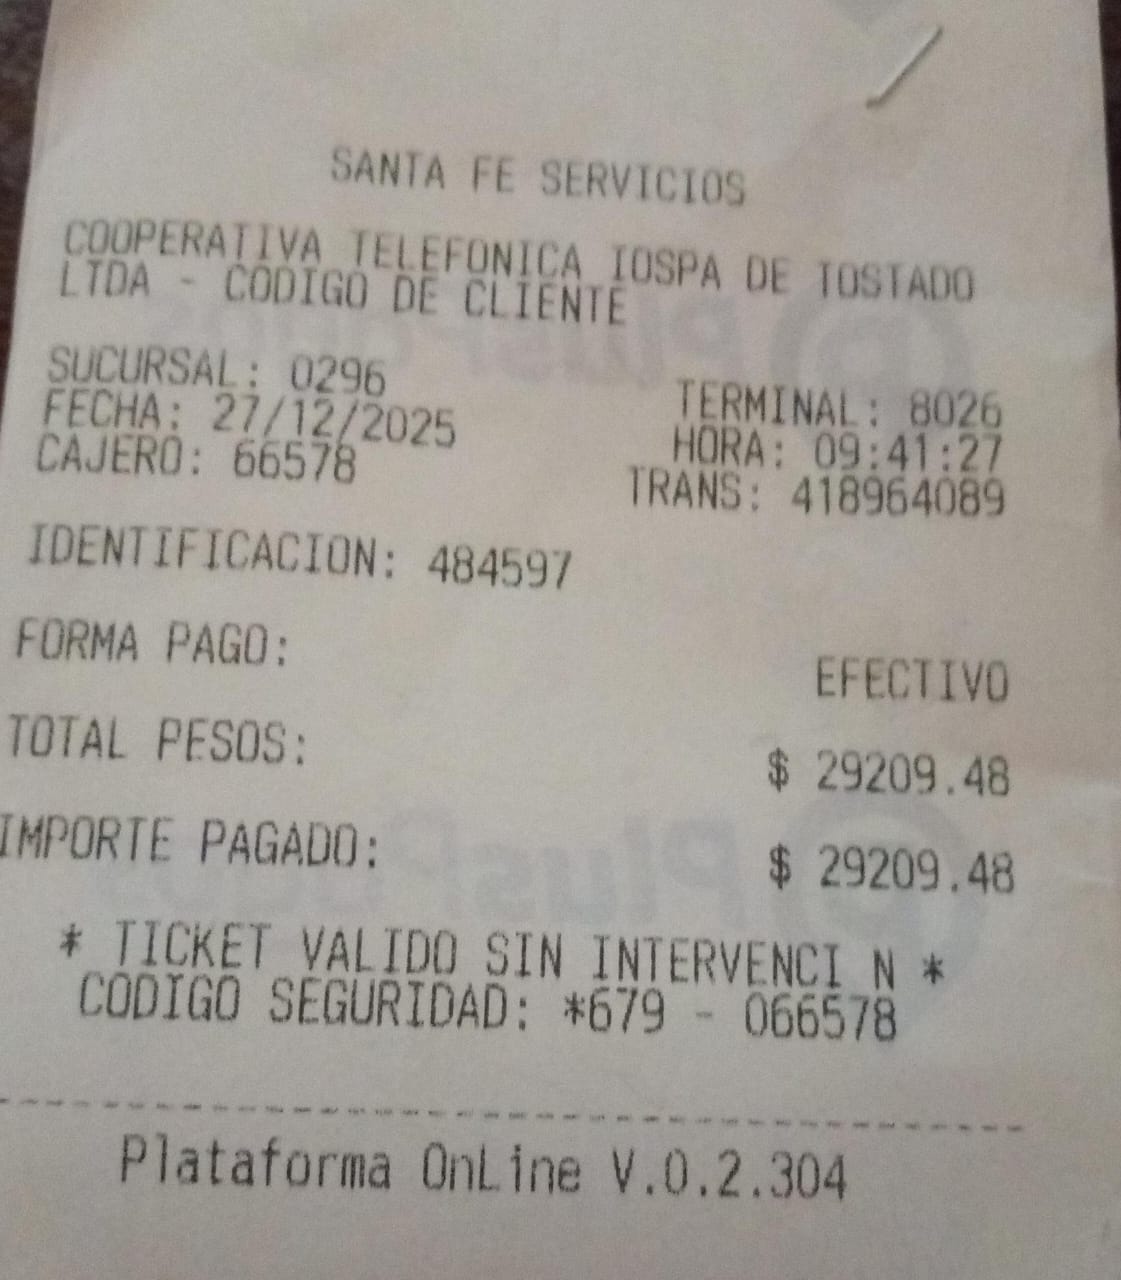 SANTA FE SERVICIOS
COOPERATIVA TELEFONICA IOSPA DE TOSTADO
LTDA - CODIGO DE CLIENTE
SUCURSAL: 0296 TERMINAL: 8026
FECHA: 27/12/2025 HORA: 09:41:27
CAJERO: 66578 TRANS: 418964089
IDENTIFICACION: 484597
FORMA PAGO: EFECTIVO
TOTAL PESOS: $ 29209.48
IMPORTE PAGADO: $ 29209.48
* TICKET VALIDO SIN INTERVENCI N *
CODIGO SEGURIDAD: *679 - 066578
Plataforma OnLine V.0.2.304